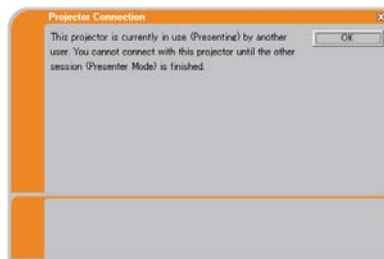 Projector Connection
This projector is currently in use (Presenting) by another
user. You cannot connect with this projector until the other
session (Presenter Mode) is finished.
OK